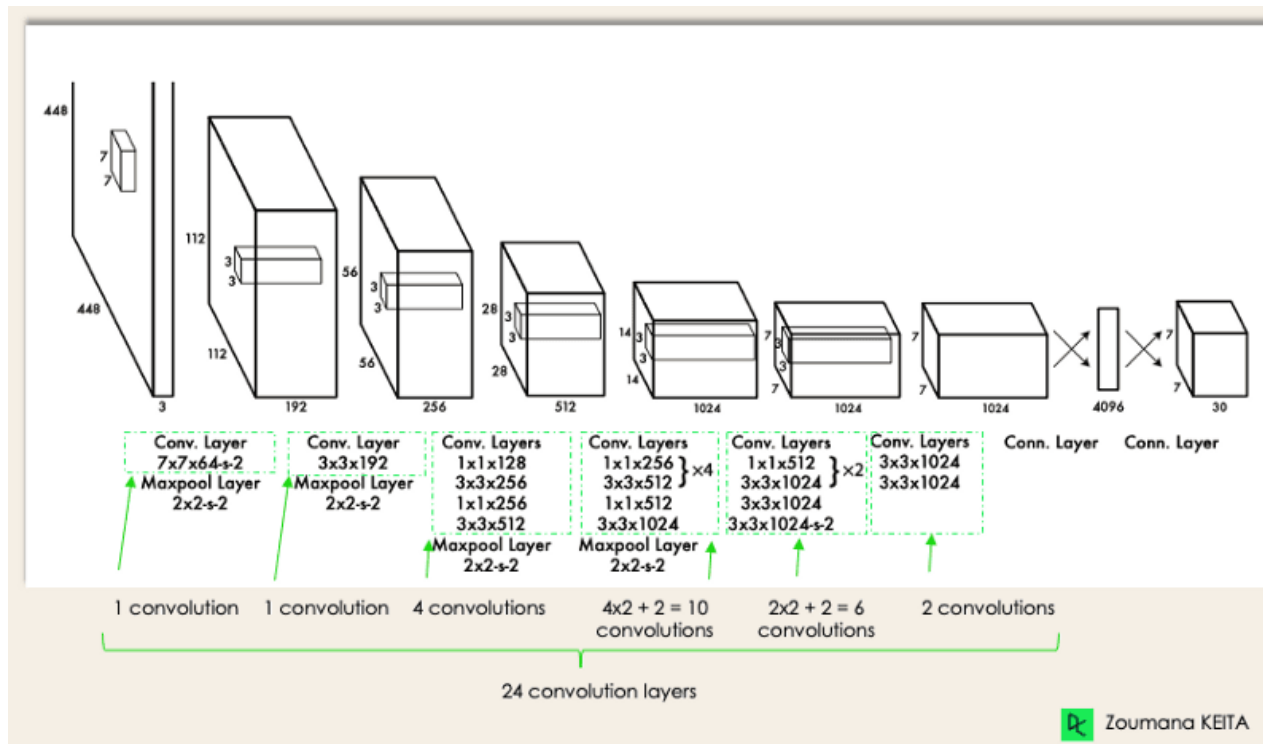 448
7
7
448
3
112
3
3
112
192
56
3
3
56
256
28
3
3
28
512
14
3
3
14
1024
7
3
3
7
1024
7
7
1024
4096
7
7
30
Conv. Layer
7x7x64-s-2
Maxpool Layer
2x2-s-2
Conv. Layer
3x3x192
Maxpool Layer
2x2-s-2
Conv. Layers
1x1x128
3x3x256
1x1x256
3x3x512
Maxpool Layer
2x2-s-2
Conv. Layers
1x1x256
3x3x512 } ×4
1x1x512
3x3x1024
Maxpool Layer
2x2-s-2
Conv. Layers
1x1x512
3x3x1024 } ×2
3x3x1024
3x3x1024-s-2
Conv. Layers
3x3x1024
3x3x1024
Conn. Layer
Conn. Layer
1 convolution
1 convolution
4 convolutions
4x2 + 2 = 10
convolutions
2x2 + 2 = 6
convolutions
2 convolutions
24 convolution layers
Zoumana KEITA